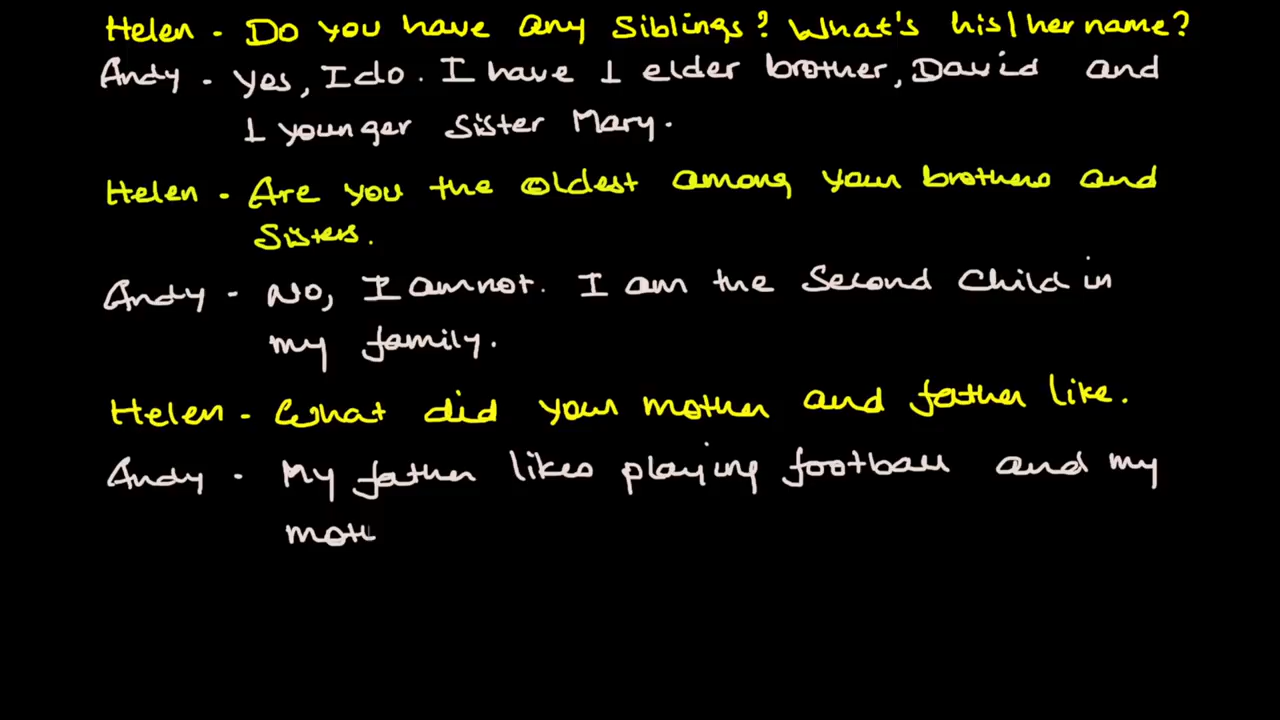 Helen - Do you have any Siblings? What's his/her name?
Andy - Yes, I do. I have 1 elder brother, David and
1 younger Sister Mary.
Helen - Are you the oldest among your brothers and
Sisters.
Andy - No, I am not. I am the Second Child in
my family.
Helen - What did your mother and father like.
Andy - My father likes playing football and my
moth